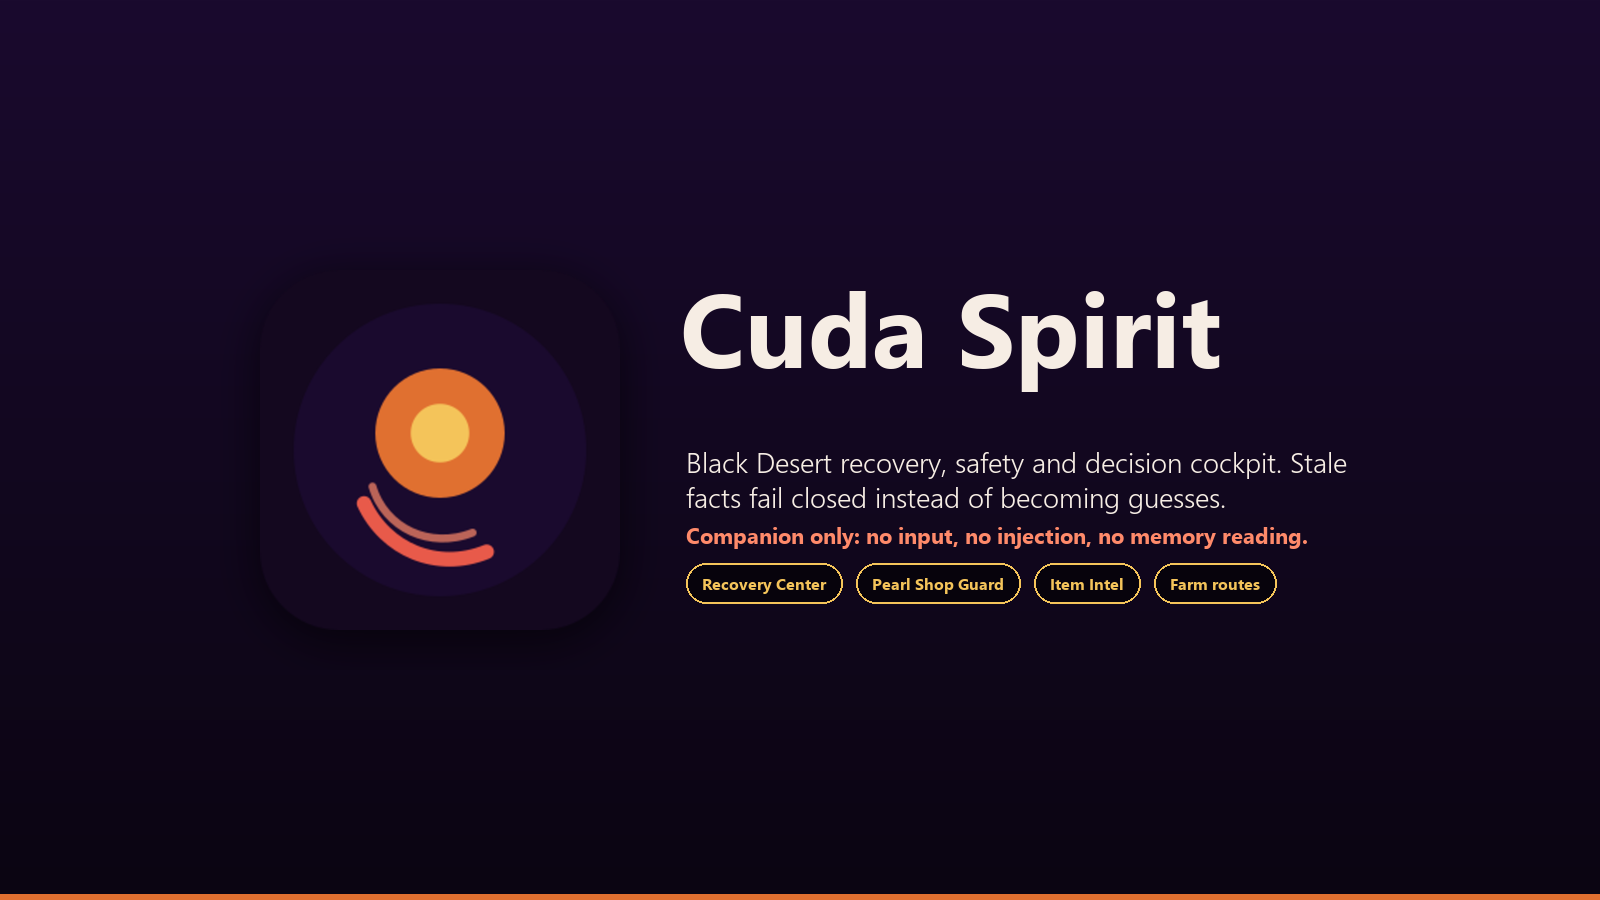 Cuda Spirit
Black Desert recovery, safety and decision cockpit. Stale
facts fail closed instead of becoming guesses.
Companion only: no input, no injection, no memory reading.
Recovery Center
Pearl Shop Guard
Item Intel
Farm routes